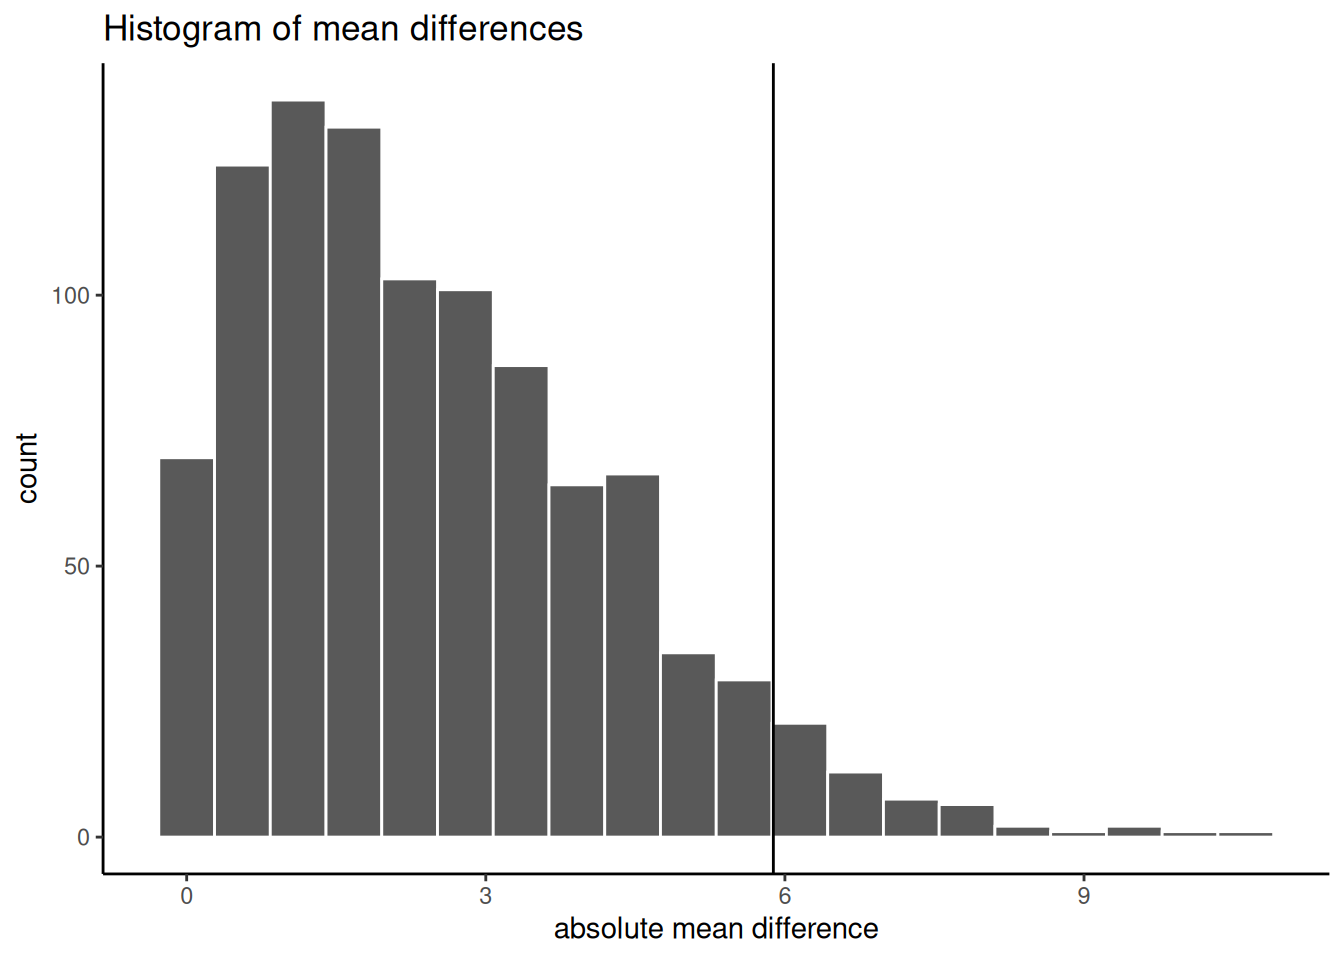 Histogram of mean differences
100
50
0
count
0 3 6 9
absolute mean difference